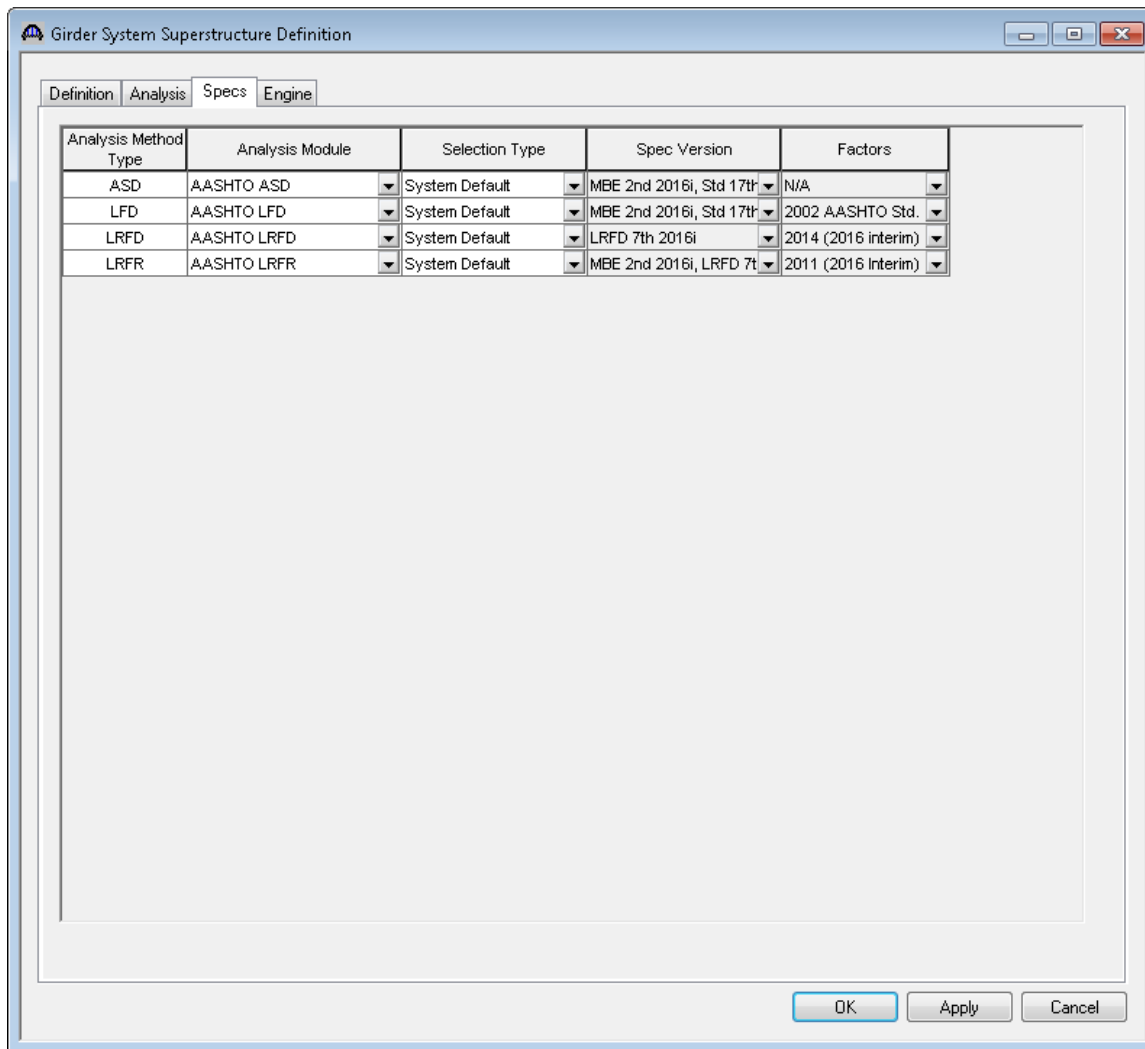 Girder System Superstructure Definition
Definition Analysis Specs Engine
Analysis Method Type Analysis Module Selection Type Spec Version Factors
ASD AASHTO ASD System Default MBE 2nd 2016i, Std 17th N/A
LFD AASHTO LFD System Default MBE 2nd 2016i, Std 17th 2002 AASHTO Std.
LRFD AASHTO LRFD System Default LRFD 7th 2016i 2014 (2016 interim)
LRFR AASHTO LRFR System Default MBE 2nd 2016i, LRFD 7t 2011 (2016 Interim)
OK Apply Cancel